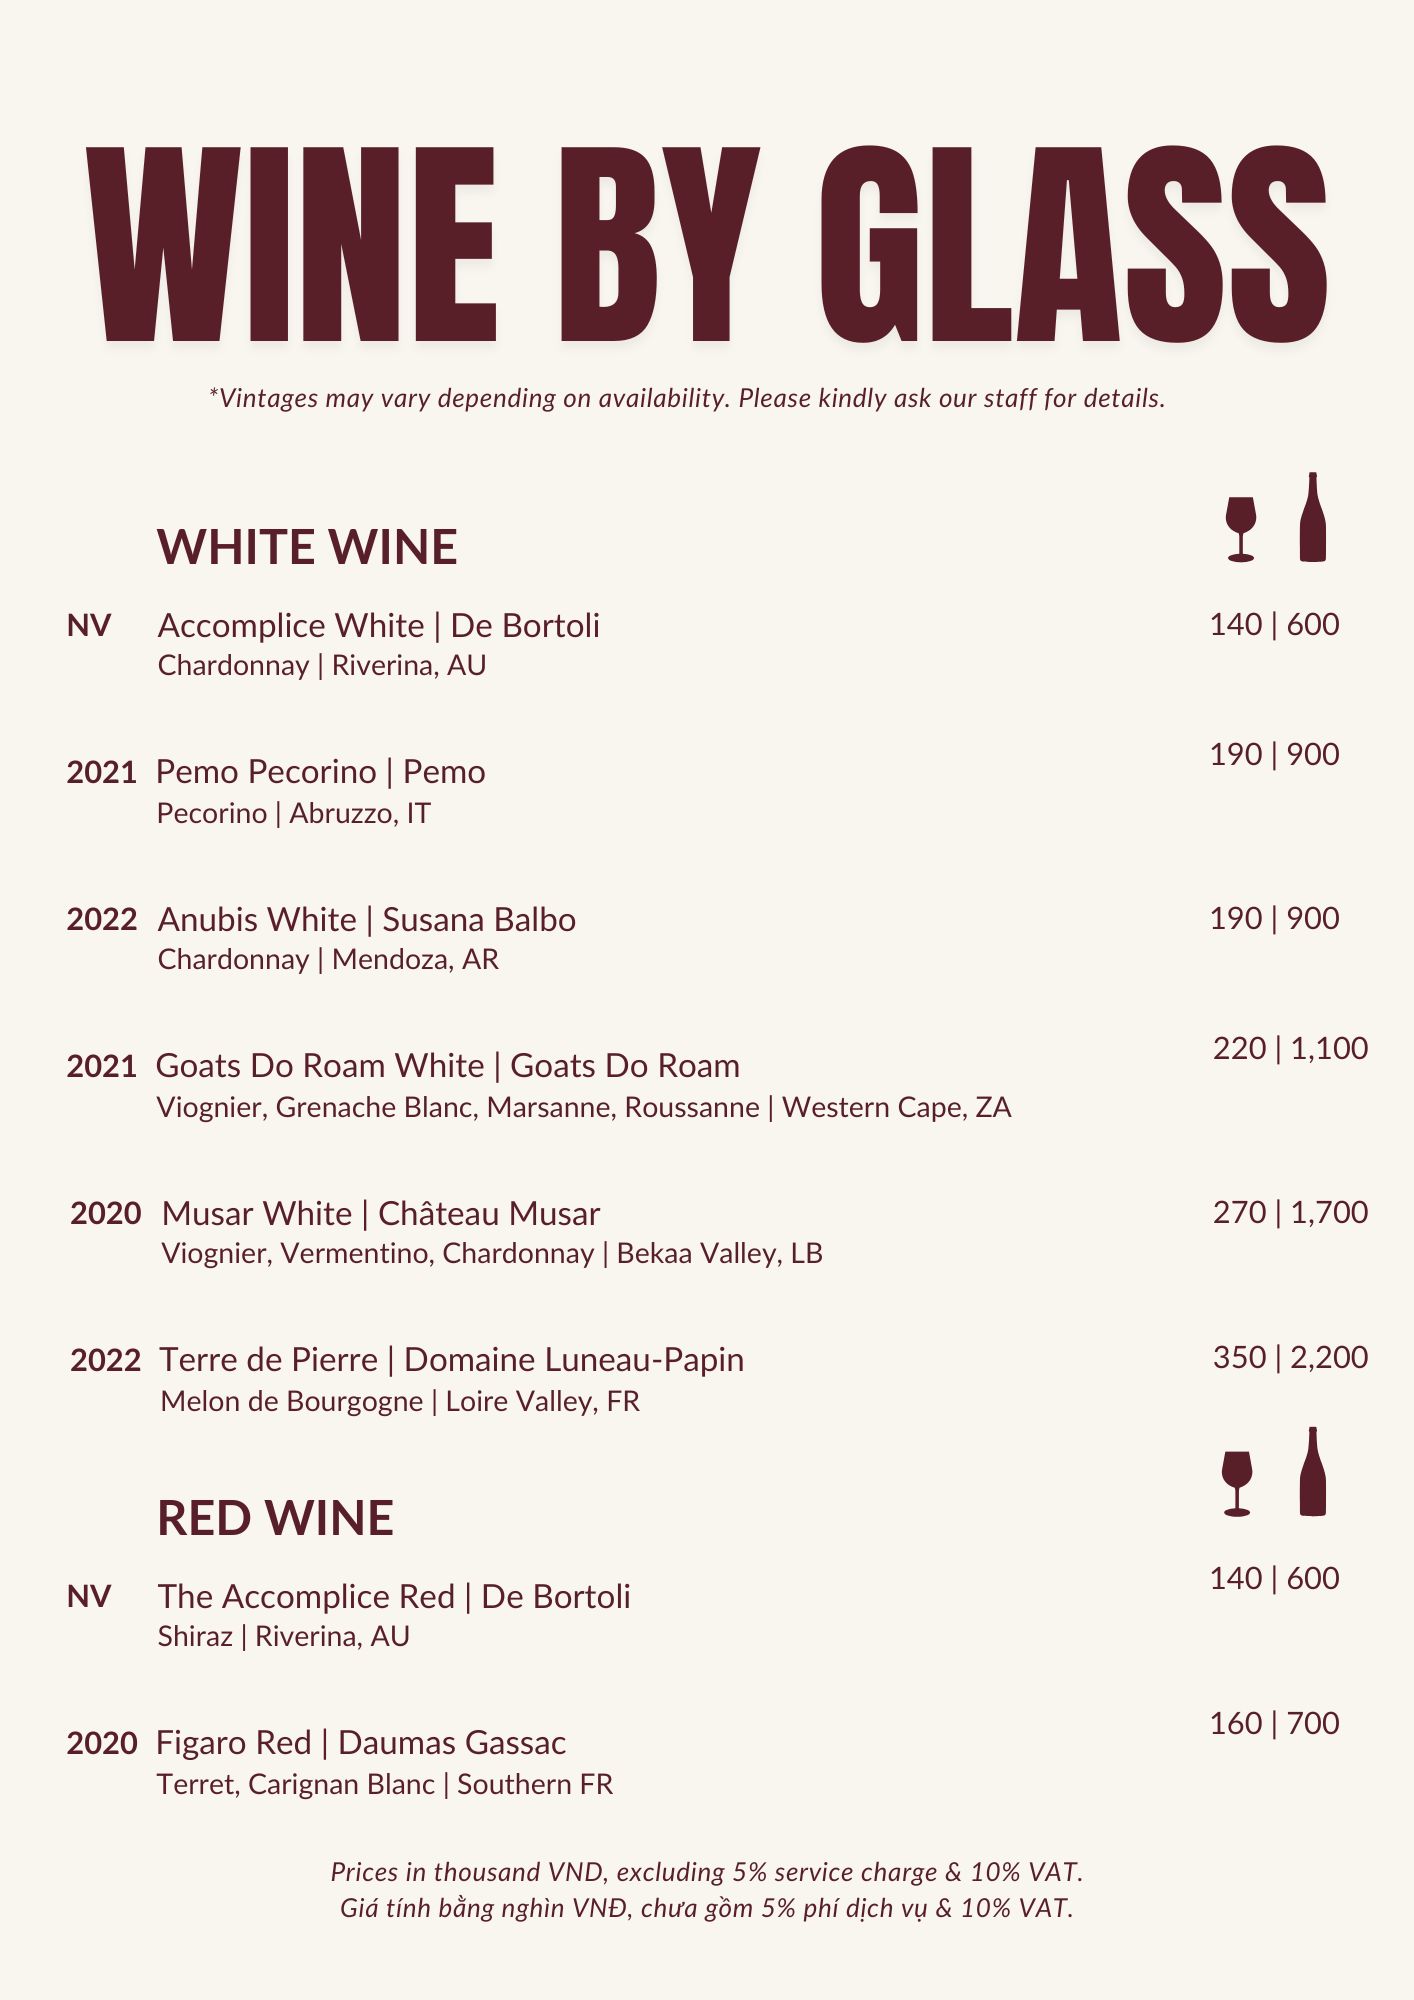 WINE BY GLASS
*Vintages may vary depending on availability. Please kindly ask our staff for details.
WHITE WINE
NV Accomplice White | De Bortoli 140 | 600
Chardonnay | Riverina, AU
2021 Pemo Pecorino | Pemo 190 | 900
Pecorino | Abruzzo, IT
2022 Anubis White | Susana Balbo 190 | 900
Chardonnay | Mendoza, AR
2021 Goats Do Roam White | Goats Do Roam 220 | 1,100
Viognier, Grenache Blanc, Marsanne, Roussanne | Western Cape, ZA
2020 Musar White | Château Musar 270 | 1,700
Viognier, Vermentino, Chardonnay | Bekaa Valley, LB
2022 Terre de Pierre | Domaine Luneau-Papin 350 | 2,200
Melon de Bourgogne | Loire Valley, FR
RED WINE
NV The Accomplice Red | De Bortoli 140 | 600
Shiraz | Riverina, AU
2020 Figaro Red | Daumas Gassac 160 | 700
Terret, Carignan Blanc | Southern FR
Prices in thousand VND, excluding 5% service charge & 10% VAT.
Giá tính bằng nghìn VNĐ, chưa gồm 5% phí dịch vụ & 10% VAT.